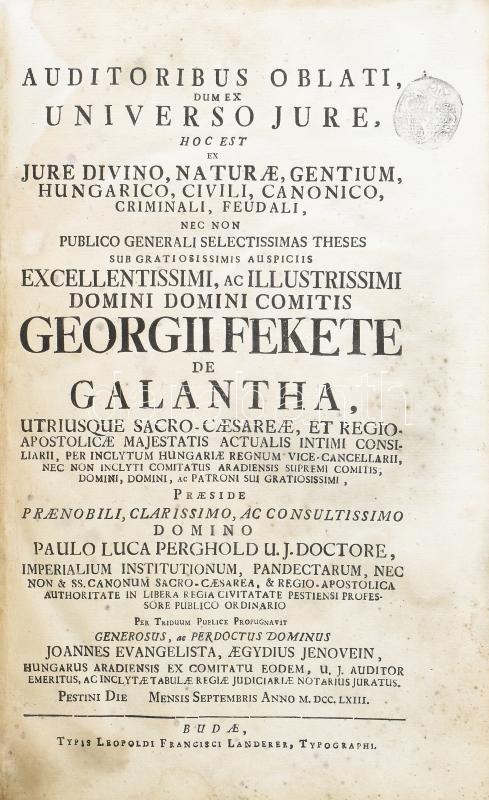 AUDITORIBUS OBLATI,
DUM EX
UNIVERSO JURE,
HOC EST
EX
JURE DIVINO, NATURÆ, GENTIUM,
HUNGARICO, CIVILI, CANONICO,
CRIMINALI, FEUDALI,
NEC NON
PUBLICO GENERALI SELECTISSIMAS THESES
SUB GRATIOSISSIMIS AUSPICIIS
EXCELLENTISSIMI, AC ILLUSTRISSIMI
DOMINI DOMINI COMITIS
GEORGII FEKETE
DE
GALANTHA,
UTRIUSQUE SACRO-CÆSAREÆ, ET REGIO-
APOSTOLICÆ MAJESTATIS ACTUALIS INTIMI CONSI-
LIARII, PER INCLYTUM HUNGARIÆ REGNUM VICE-CANCELLARII,
NEC NON INCLYTI COMITATUS ARADIENSIS SUPREMI COMITIS;
DOMINI, DOMINI, AC PATRONI SUI GRATIOSISSIMI,
PRÆSIDE
PRÆNOBILI, CLARISSIMO, AC CONSULTISSIMO
DOMINO
PAULO LUCA PERGHOLD U. J. DOCTORE,
IMPERIALIUM INSTITUTIONUM, PANDECTARUM, NEC
NON & SS. CANONUM SACRO-CÆSAREA, & REGIO-APOSTOLICA
AUTHORITATE IN LIBERA REGIA CIVITATATE PESTIENSI PROFES-
SORE PUBLICO ORDINARIO
PER TRIDUUM PUBLICE PROPUGNAVIT
GENEROSUS, ac PERDOCTUS DOMINUS
JOANNES EVANGELISTA, ÆGYDIUS JENOVEIN,
HUNGARUS ARADIENSIS EX COMITATU EODEM, U. J. AUDITOR
EMERITUS, AC INCLYTÆ TABULÆ REGIÆ JUDICIARIÆ NOTARIUS JURATUS.
PESTINI DIE MENSIS SEPTEMBRIS ANNO M. DCC. LXIII.
BUDÆ,
TYPIS LEOPOLDI FRANCISCI LANDERER, TYPOGRAPHI.